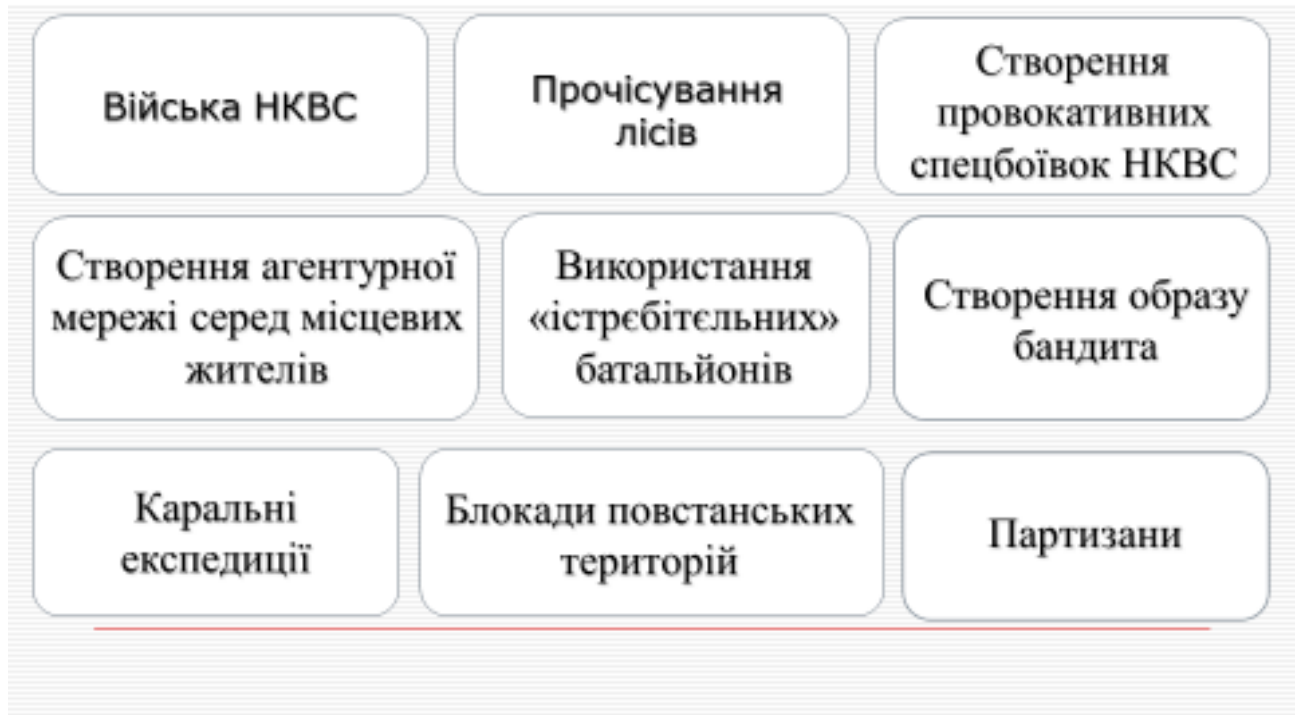 Війська НКВС
Прочісування
лісів
Створення
провокативних
спецбоївок НКВС
Створення агентурної
мережі серед місцевих
жителів
Використання
«істрєбітєльних»
батальйонів
Створення образу
бандита
Каральні
експедиції
Блокади повстанських
територій
Партизани